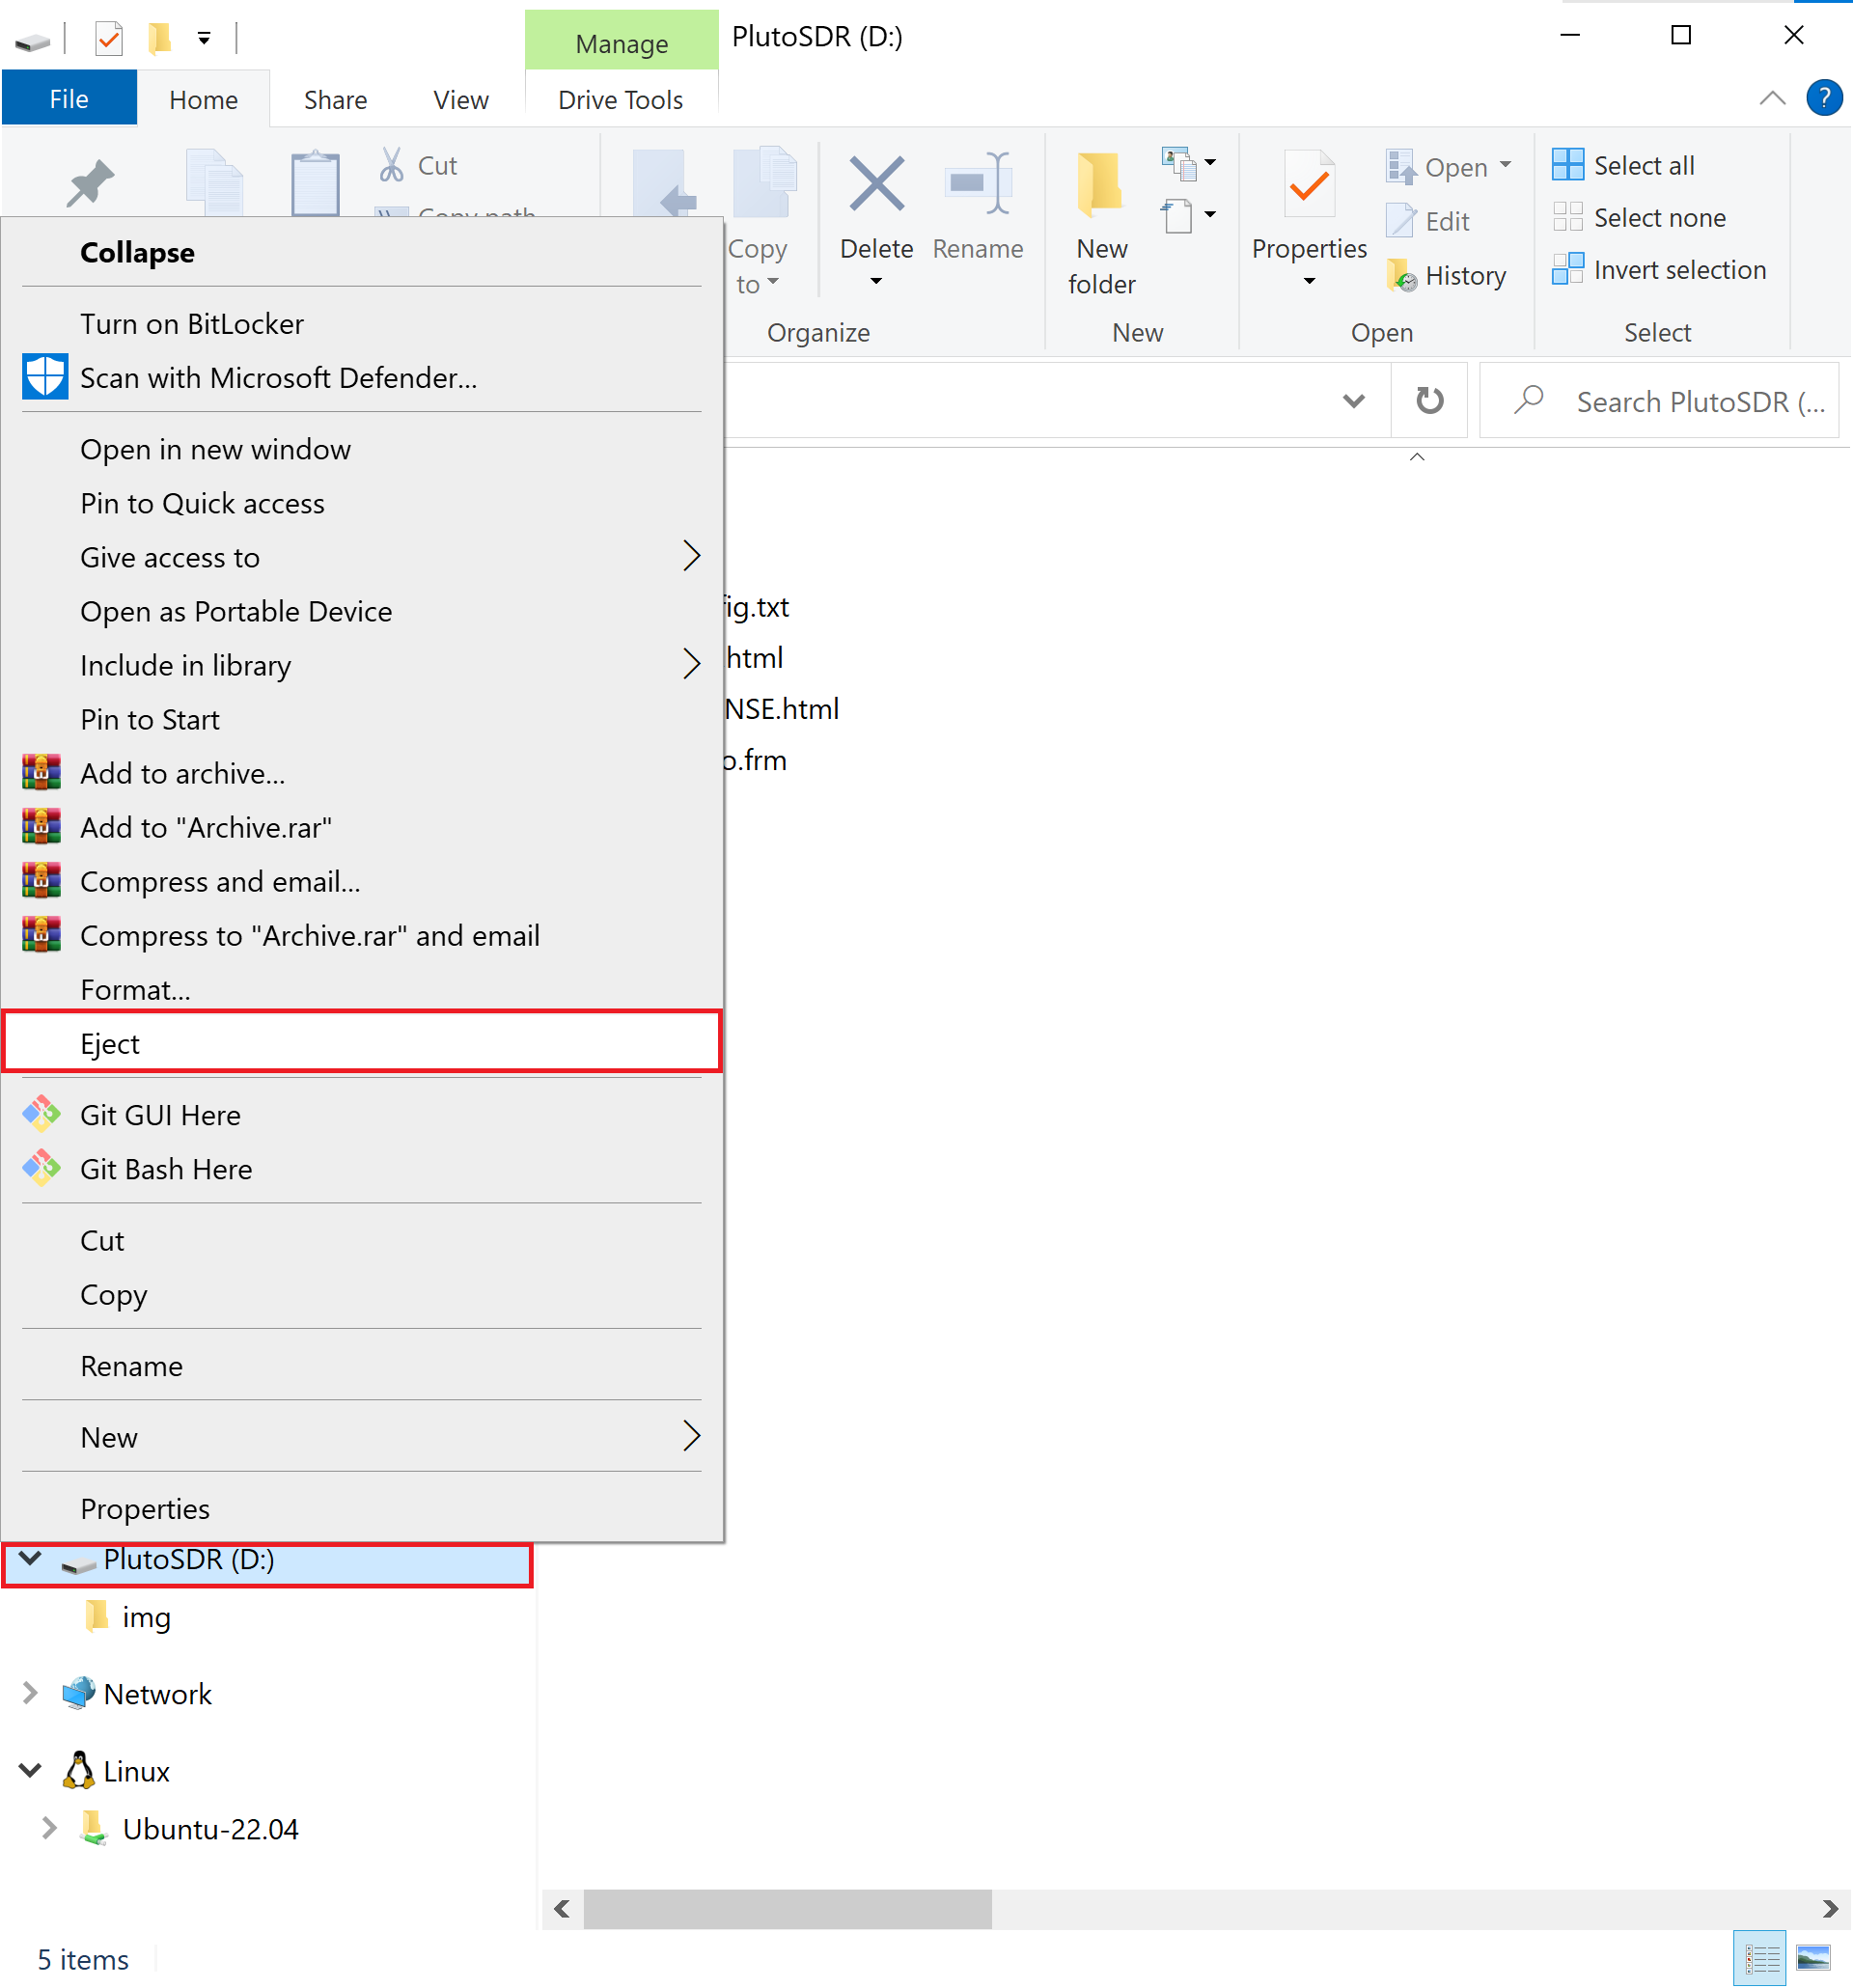 Manage
PlutoSDR (D:)
File
Home
Share
View
Drive Tools
?
Cut
Copy path
Copy
to
Delete
Rename
New
folder
Properties
Open
Edit
History
Select all
Select none
Invert selection
Organize
New
Open
Select
Search PlutoSDR (...
Collapse
Turn on BitLocker
Scan with Microsoft Defender...
Open in new window
Pin to Quick access
Give access to
Open as Portable Device
Include in library
Pin to Start
Add to archive...
Add to "Archive.rar"
Compress and email...
Compress to "Archive.rar" and email
Format...
Eject
Git GUI Here
Git Bash Here
Cut
Copy
Rename
New
Properties
fig.txt
html
NSE.html
o.frm
PlutoSDR (D:)
img
Network
Linux
Ubuntu-22.04
5 items